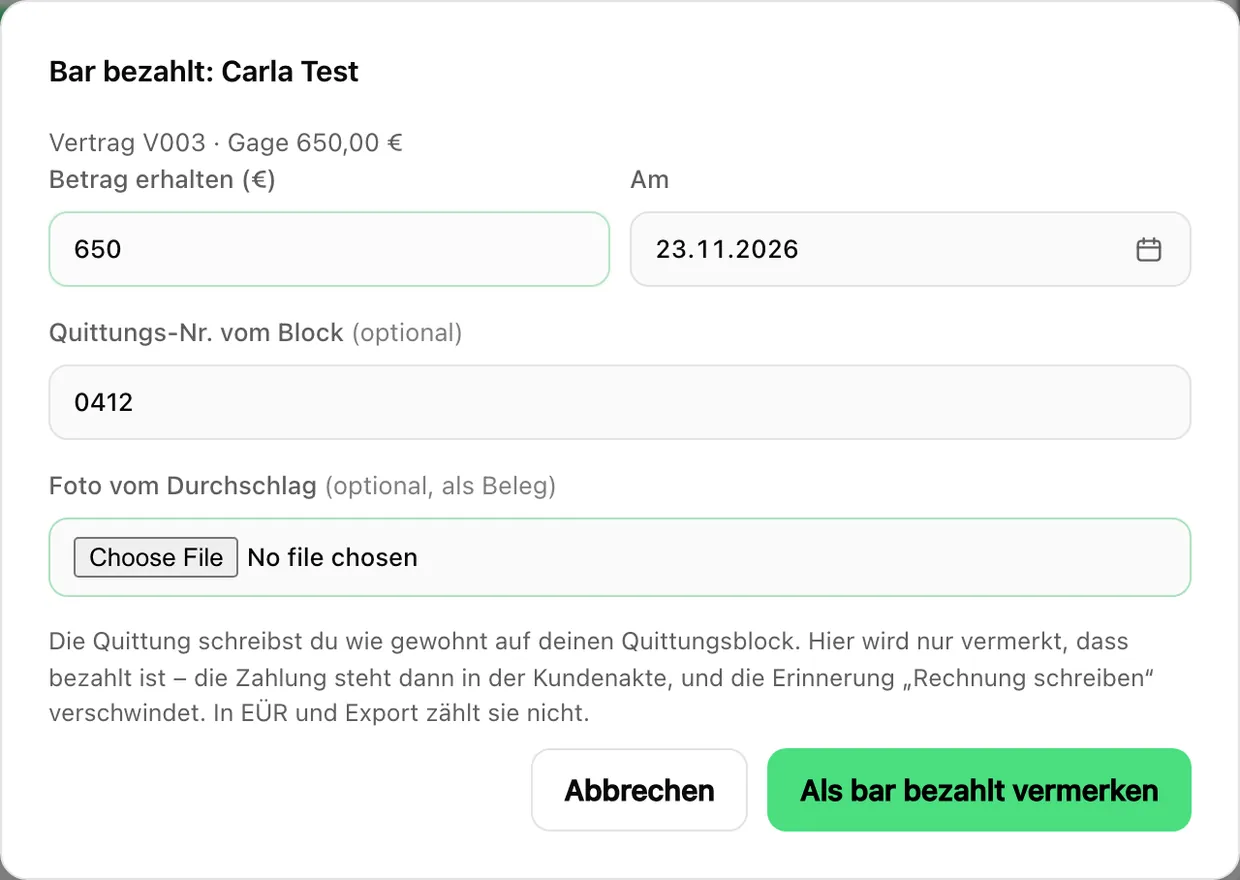 Bar bezahlt: Carla Test
Vertrag V003 · Gage 650,00 €
Betrag erhalten (€)
Am
650
23.11.2026
Quittungs-Nr. vom Block (optional)
0412
Foto vom Durchschlag (optional, als Beleg)
Choose File No file chosen
Die Quittung schreibst du wie gewohnt auf deinen Quittungsblock. Hier wird nur vermerkt, dass
bezahlt ist – die Zahlung steht dann in der Kundenakte, und die Erinnerung „Rechnung schreiben“
verschwindet. In EÜR und Export zählt sie nicht.
Abbrechen
Als bar bezahlt vermerken